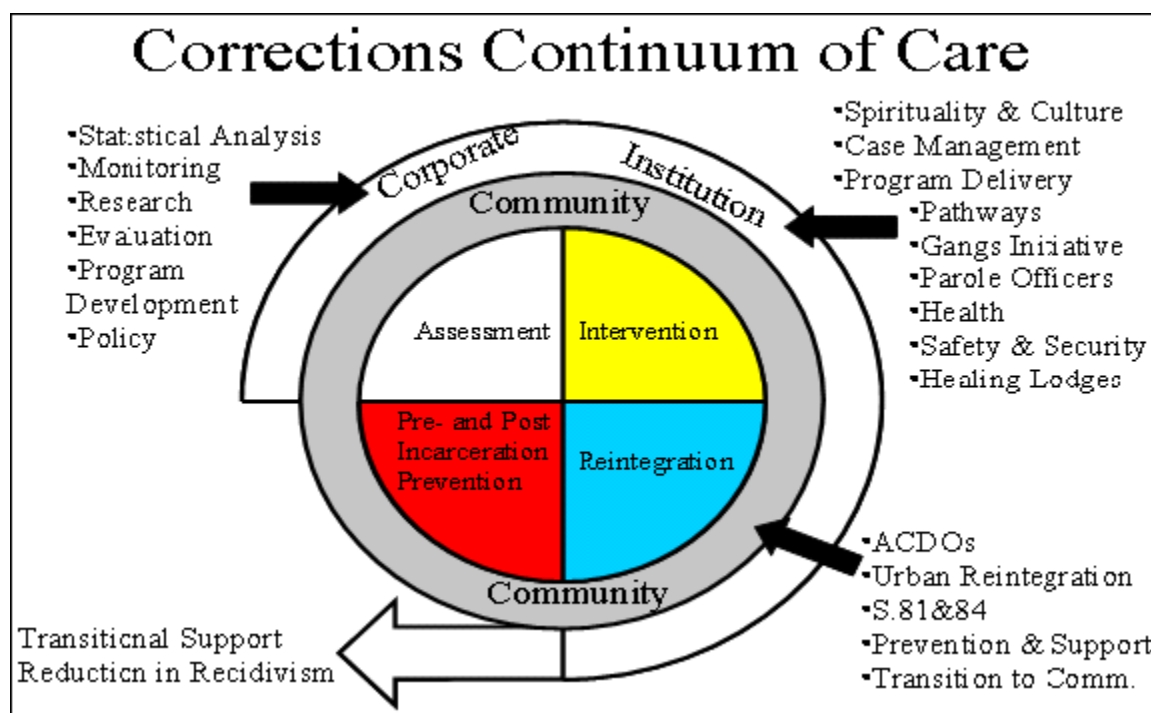 Corrections Continuum of Care
•Statistical Analysis
•Monitoring
•Research
•Evaluation
•Program
Development
•Policy
Corporate
Institution
•Spirituality & Culture
•Case Management
•Program Delivery
•Pathways
•Gangs Initiative
•Parole Officers
•Health
•Safety & Security
•Healing Lodges
Community
Assessment
Intervention
Pre- and Post
Incarceration
Prevention
Reintegration
Community
•ACDOs
•Urban Reintegration
•S.81&84
•Prevention & Support
•Transition to Comm.
Transitional Support
Reduction in Recidivism